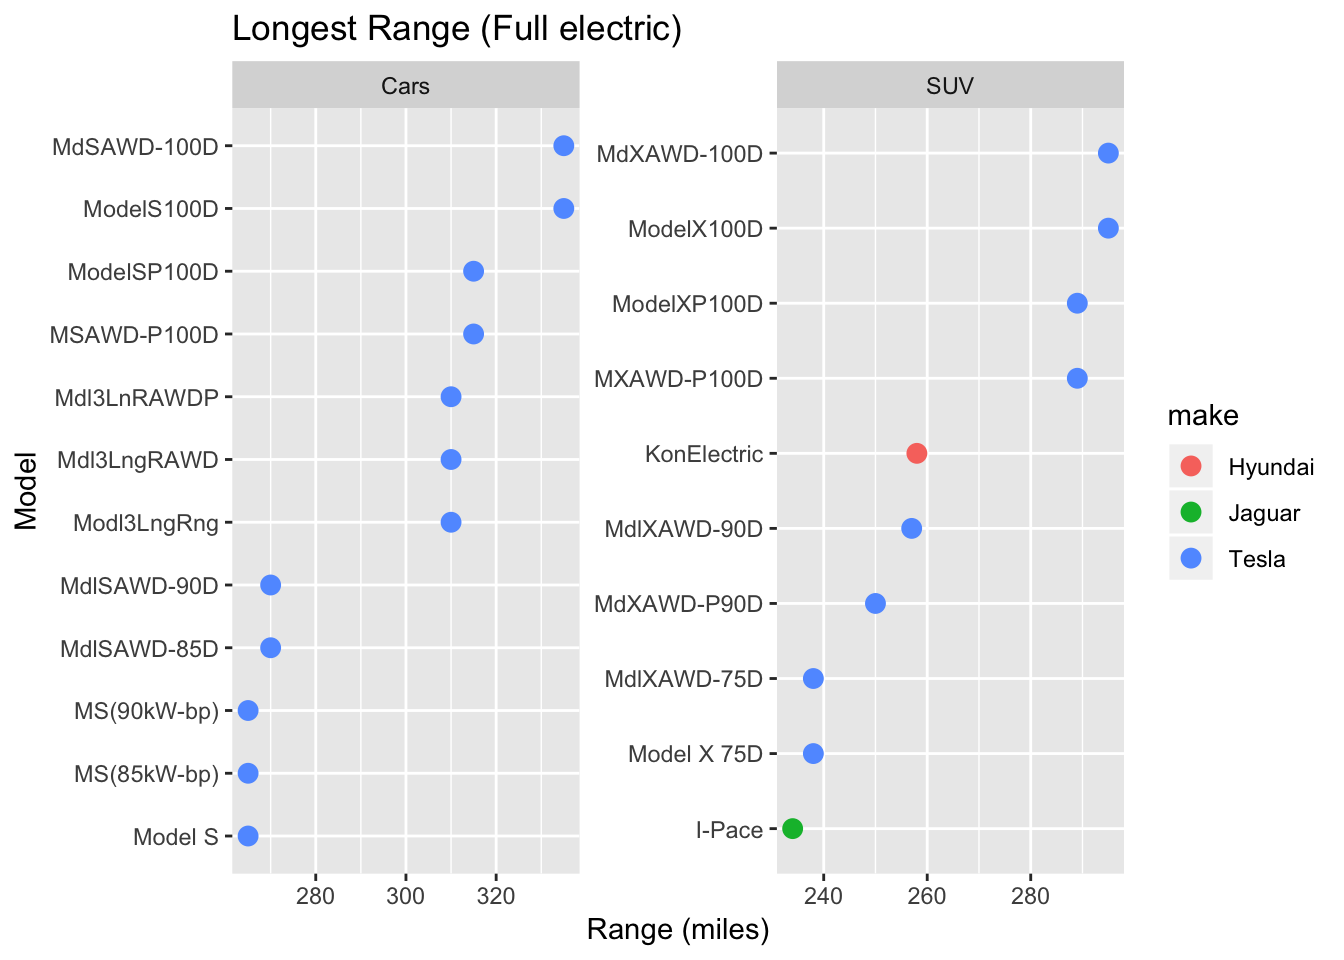 Longest Range (Full electric)
Cars
SUV
Model
MdSAWD-100D
ModelS100D
ModelSP100D
MSAWD-P100D
Mdl3LnRAWDP
Mdl3LngRAWD
Modl3LngRng
MdlSAWD-90D
MdlSAWD-85D
MS(90kW-bp)
MS(85kW-bp)
Model S
280 300 320
MdXAWD-100D
ModelX100D
ModelXP100D
MXAWD-P100D
KonElectric
MdlXAWD-90D
MdXAWD-P90D
MdlXAWD-75D
Model X 75D
I-Pace
240 260 280
Range (miles)
make
Hyundai
Jaguar
Tesla